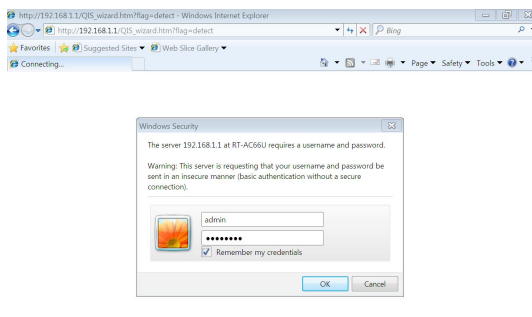 http://192.168.1.1/QIS_wizard.htm?flag=detect - Windows Internet Explorer
http://192.168.1.1/QIS_wizard.htm?flag=detect
Bing
Favorites Suggested Sites Web Slice Gallery
Connecting... Page Safety Tools
Windows Security
The server 192.168.1.1 at RT-AC66U requires a username and password.
Warning: This server is requesting that your username and password be
sent in an insecure manner (basic authentication without a secure
connection).
admin
••••••••
Remember my credentials
OK Cancel